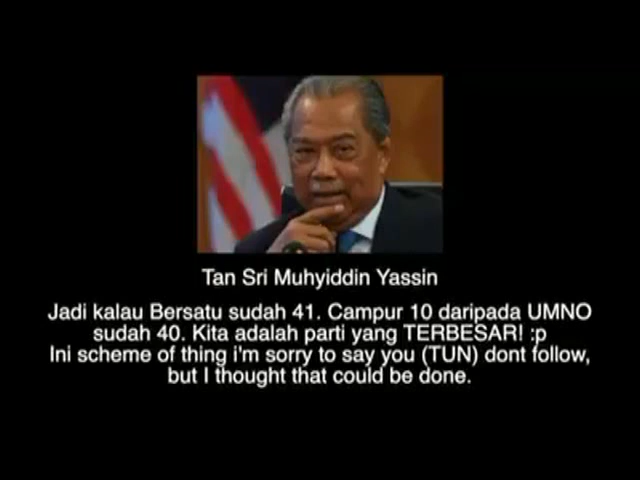 Tan Sri Muhyiddin Yassin
Jadi kalau Bersatu sudah 41. Campur 10 daripada UMNO
sudah 40. Kita adalah parti yang TERBESAR! :p
Ini scheme of thing i'm sorry to say you (TUN) dont follow,
but I thought that could be done.